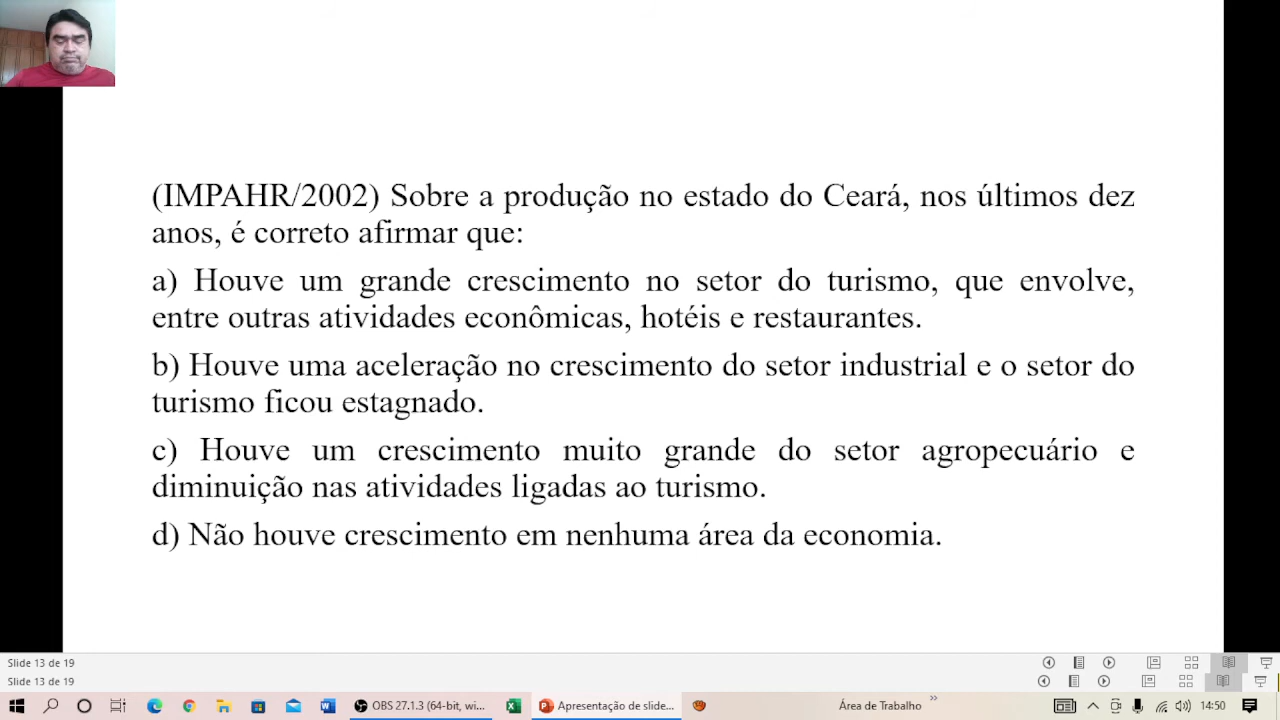 (IMPAHR/2002) Sobre a produção no estado do Ceará, nos últimos dez
anos, é correto afirmar que:
a) Houve um grande crescimento no setor do turismo, que envolve,
entre outras atividades econômicas, hotéis e restaurantes.
b) Houve uma aceleração no crescimento do setor industrial e o setor do
turismo ficou estagnado.
c) Houve um crescimento muito grande do setor agropecuário e
diminuição nas atividades ligadas ao turismo.
d) Não houve crescimento em nenhuma área da economia.
Slide 13 de 19
Slide 13 de 19
OBS 27.1.3 (64-bit, wi...
Apresentação de slide...
Área de Trabalho
14:50